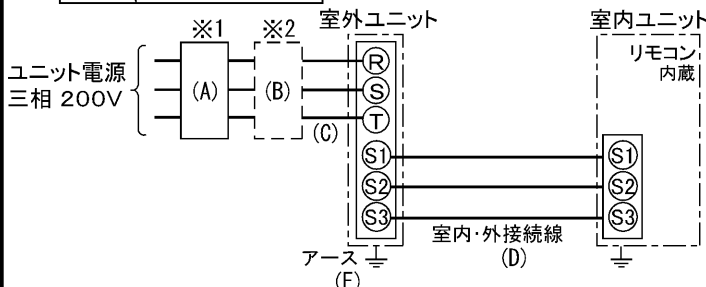 ※1
※2
室外ユニット
室内ユニット
ユニット電源
三相 200V
(A)
(B)
(C)
R
S
T
S1
S2
S3
リモコン
内蔵
S1
S2
S3
室内・外接続線
(D)
アース
(E)